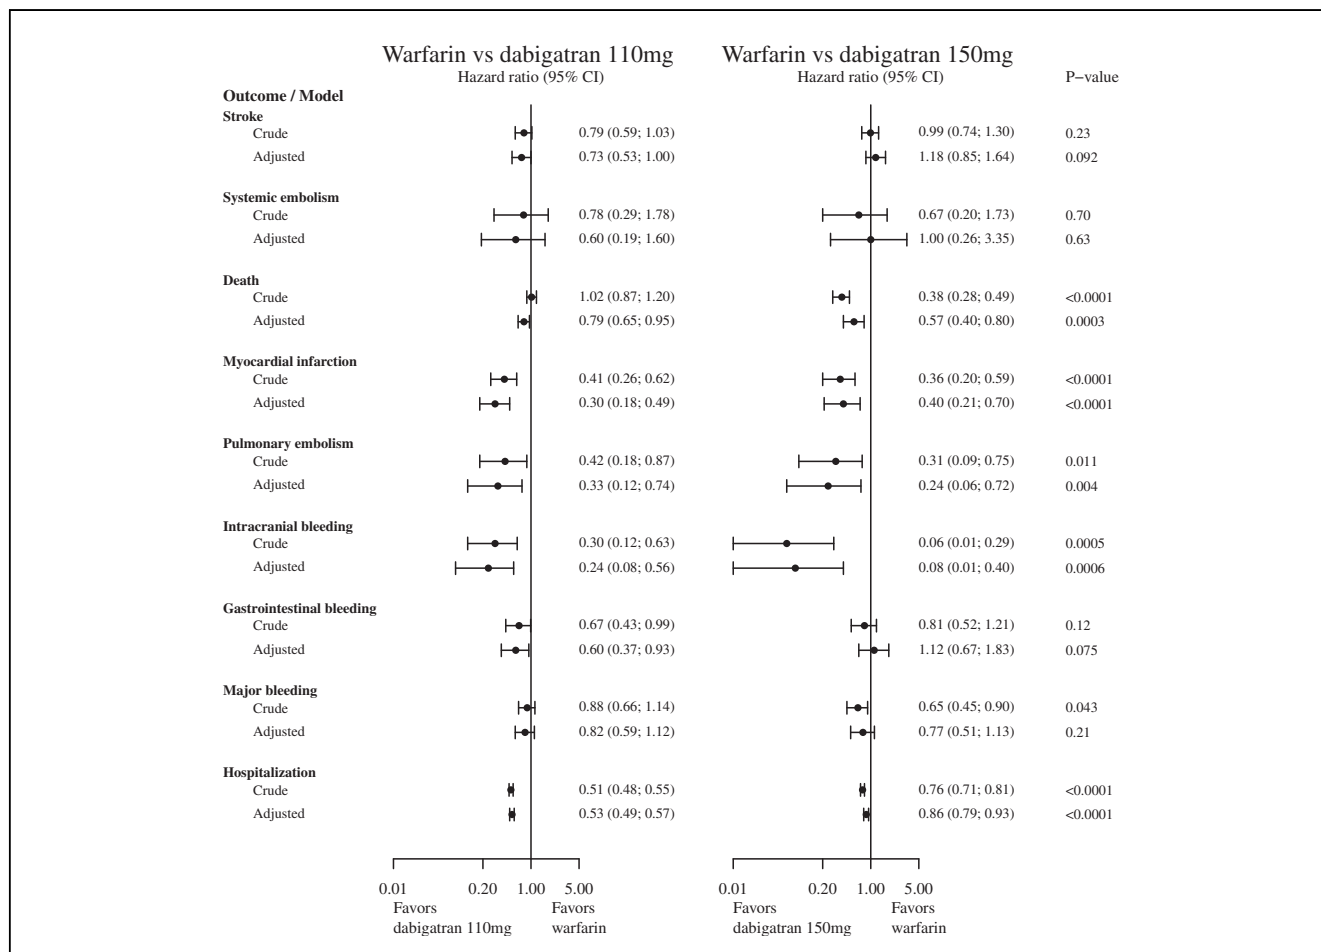 Warfarin vs dabigatran 110mg Warfarin vs dabigatran 150mg
Hazard ratio (95% CI) Hazard ratio (95% CI) P−value
Outcome / Model
Stroke
Crude 0.79 (0.59; 1.03) 0.99 (0.74; 1.30) 0.23
Adjusted 0.73 (0.53; 1.00) 1.18 (0.85; 1.64) 0.092
Systemic embolism
Crude 0.78 (0.29; 1.78) 0.67 (0.20; 1.73) 0.70
Adjusted 0.60 (0.19; 1.60) 1.00 (0.26; 3.35) 0.63
Death
Crude 1.02 (0.87; 1.20) 0.38 (0.28; 0.49) <0.0001
Adjusted 0.79 (0.65; 0.95) 0.57 (0.40; 0.80) 0.0003
Myocardial infarction
Crude 0.41 (0.26; 0.62) 0.36 (0.20; 0.59) <0.0001
Adjusted 0.30 (0.18; 0.49) 0.40 (0.21; 0.70) <0.0001
Pulmonary embolism
Crude 0.42 (0.18; 0.87) 0.31 (0.09; 0.75) 0.011
Adjusted 0.33 (0.12; 0.74) 0.24 (0.06; 0.72) 0.004
Intracranial bleeding
Crude 0.30 (0.12; 0.63) 0.06 (0.01; 0.29) 0.0005
Adjusted 0.24 (0.08; 0.56) 0.08 (0.01; 0.40) 0.0006
Gastrointestinal bleeding
Crude 0.67 (0.43; 0.99) 0.81 (0.52; 1.21) 0.12
Adjusted 0.60 (0.37; 0.93) 1.12 (0.67; 1.83) 0.075
Major bleeding
Crude 0.88 (0.66; 1.14) 0.65 (0.45; 0.90) 0.043
Adjusted 0.82 (0.59; 1.12) 0.77 (0.51; 1.13) 0.21
Hospitalization
Crude 0.51 (0.48; 0.55) 0.76 (0.71; 0.81) <0.0001
Adjusted 0.53 (0.49; 0.57) 0.86 (0.79; 0.93) <0.0001
0.01 0.20 1.00 5.00 0.01 0.20 1.00 5.00
Favors Favors Favors Favors
dabigatran 110mg warfarin dabigatran 150mg warfarin